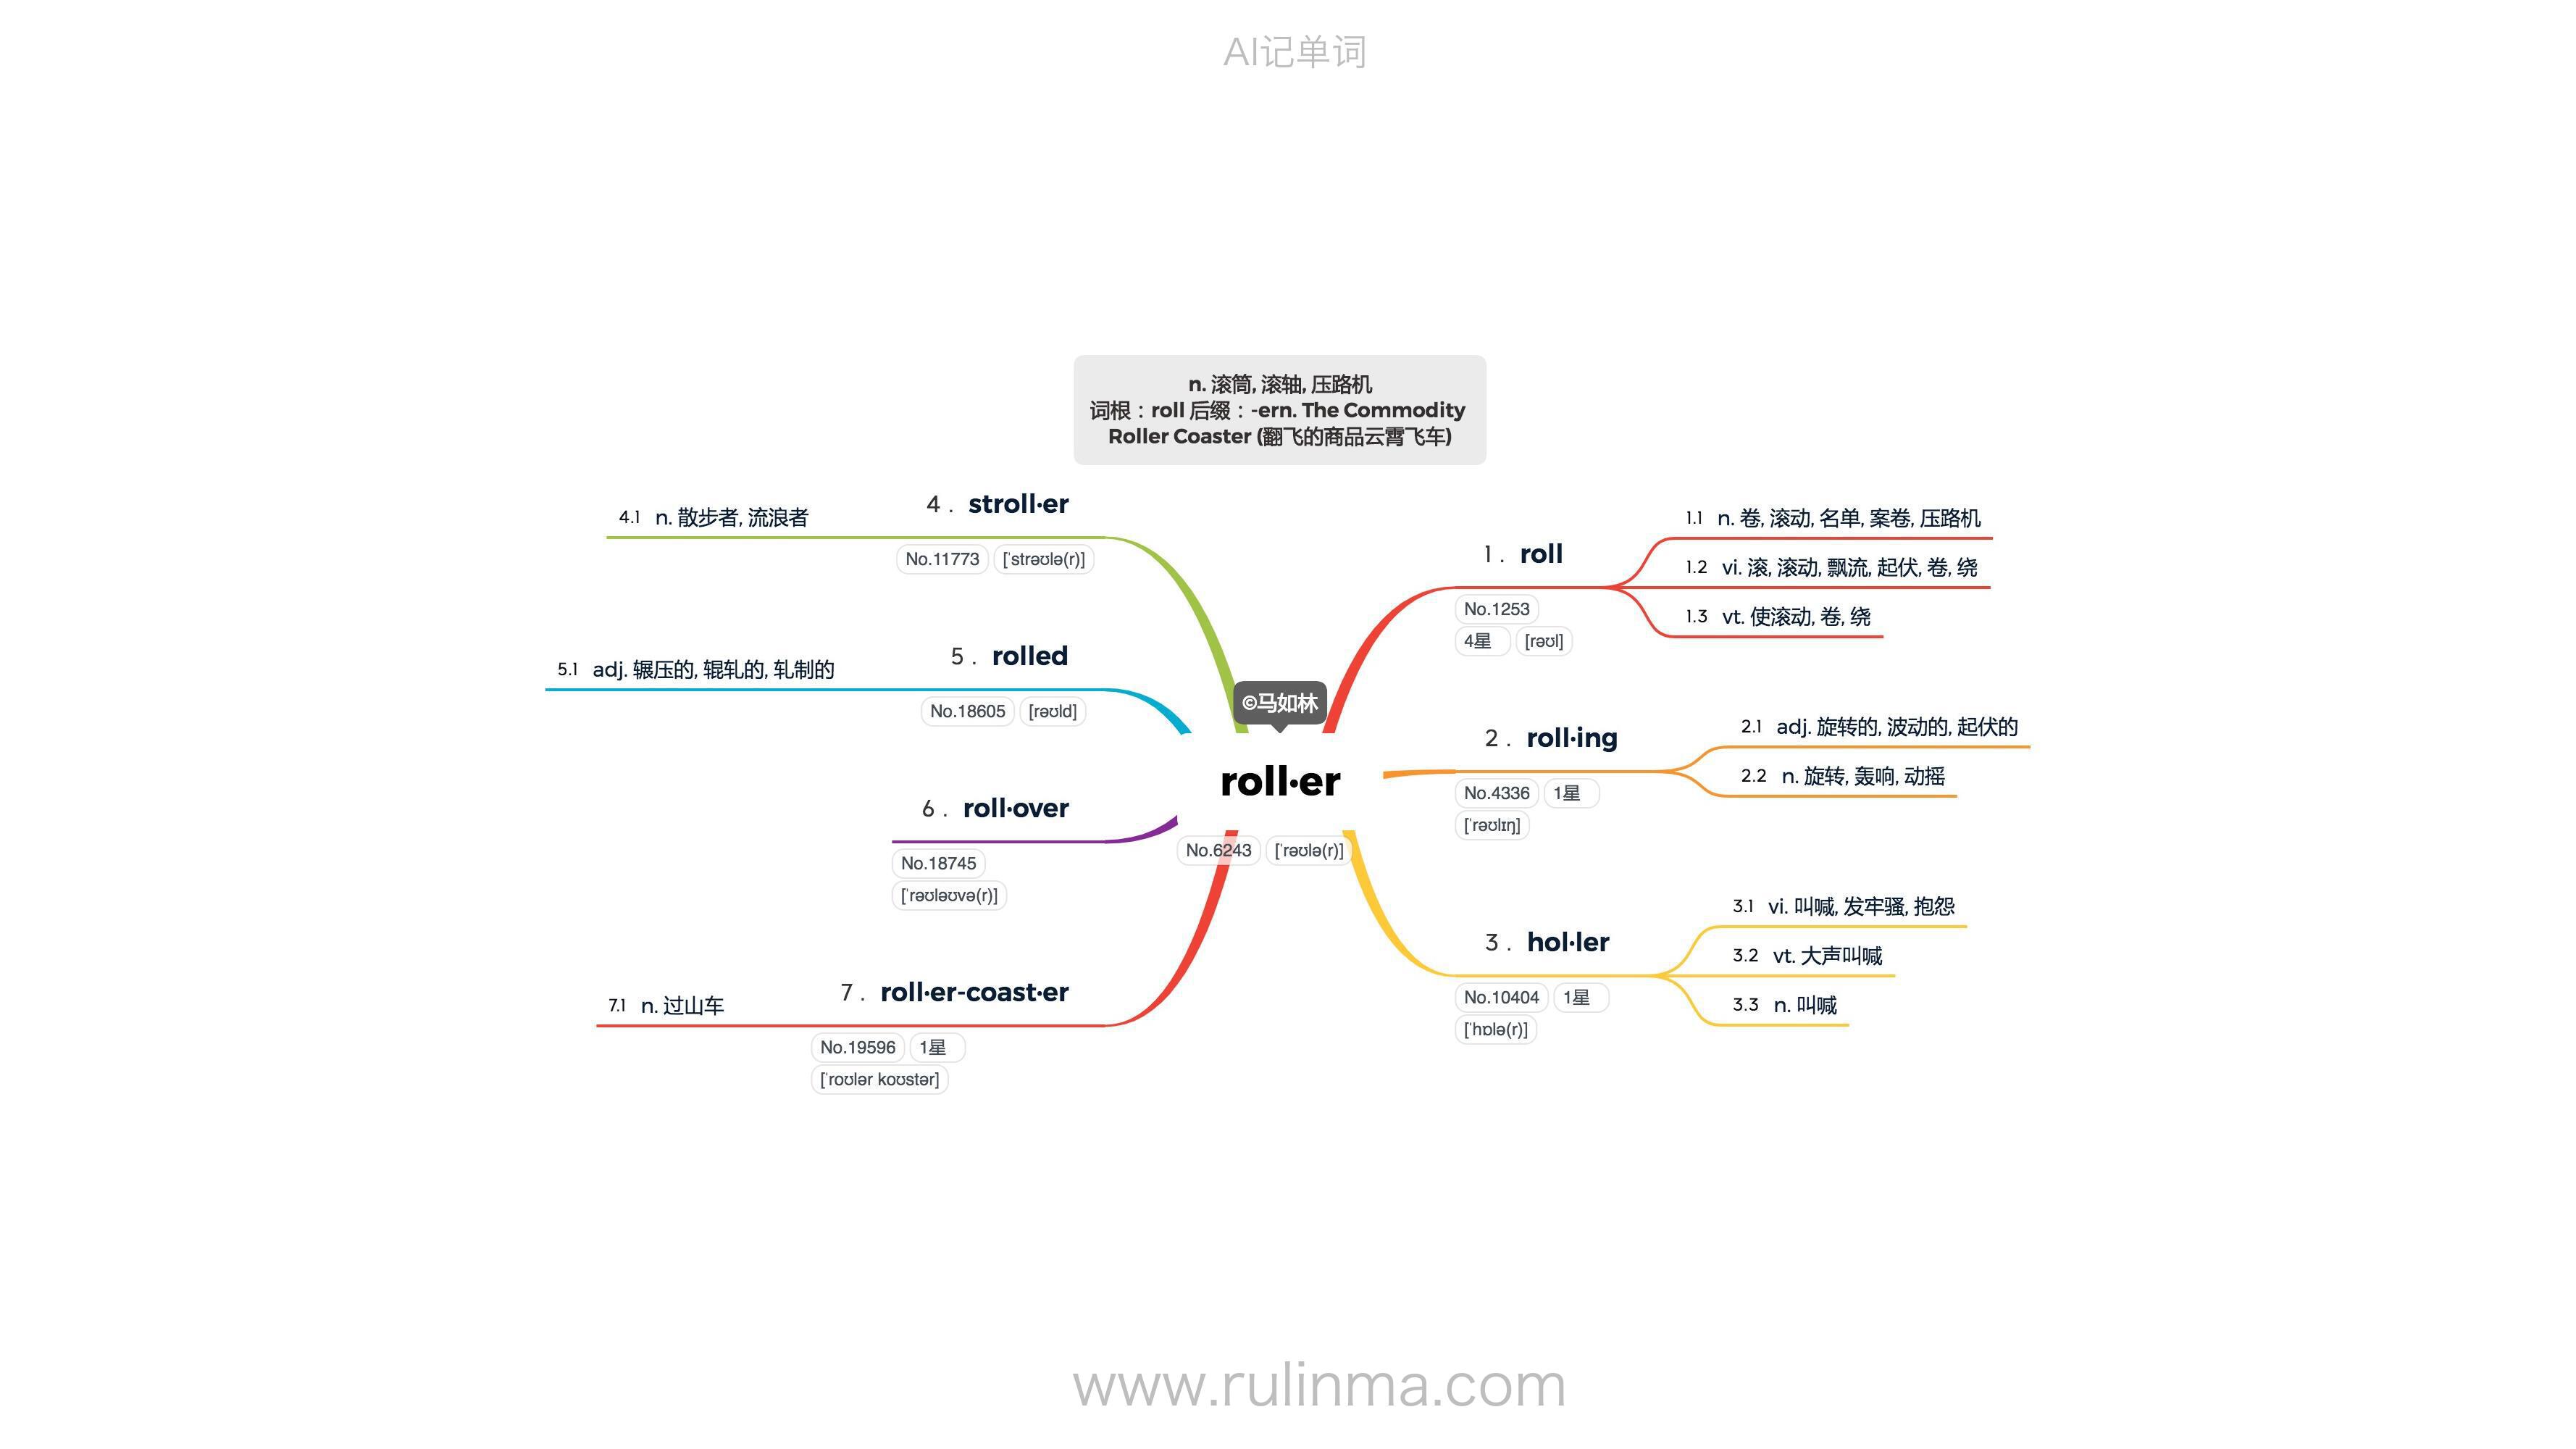 AI记单词
n. 滚筒, 滚轴, 压路机
词根：roll 后缀：-ern. The Commodity
Roller Coaster (翻飞的商品云霄飞车)
©马如林
roll·er
No.6243 [ˈrəʊlə(r)]
1. roll
No.1253
4星 [rəʊl]
1.1 n. 卷, 滚动, 名单, 案卷, 压路机
1.2 vi. 滚, 滚动, 飘流, 起伏, 卷, 绕
1.3 vt. 使滚动, 卷, 绕
2. roll·ing
No.4336 1星
[ˈrəʊlɪŋ]
2.1 adj. 旋转的, 波动的, 起伏的
2.2 n. 旋转, 轰响, 动摇
3. hol·ler
No.10404 1星
[ˈhɒlə(r)]
3.1 vi. 叫喊, 发牢骚, 抱怨
3.2 vt. 大声叫喊
3.3 n. 叫喊
4. stroll·er
No.11773 [ˈstrəʊlə(r)]
4.1 n. 散步者, 流浪者
5. rolled
No.18605 [rəʊld]
5.1 adj. 辗压的, 辊轧的, 轧制的
6. roll·over
No.18745
[ˈrəʊləʊvə(r)]
7. roll·er-coast·er
No.19596 1星
[ˈroʊlər koʊstər]
7.1 n. 过山车
www.rulinma.com